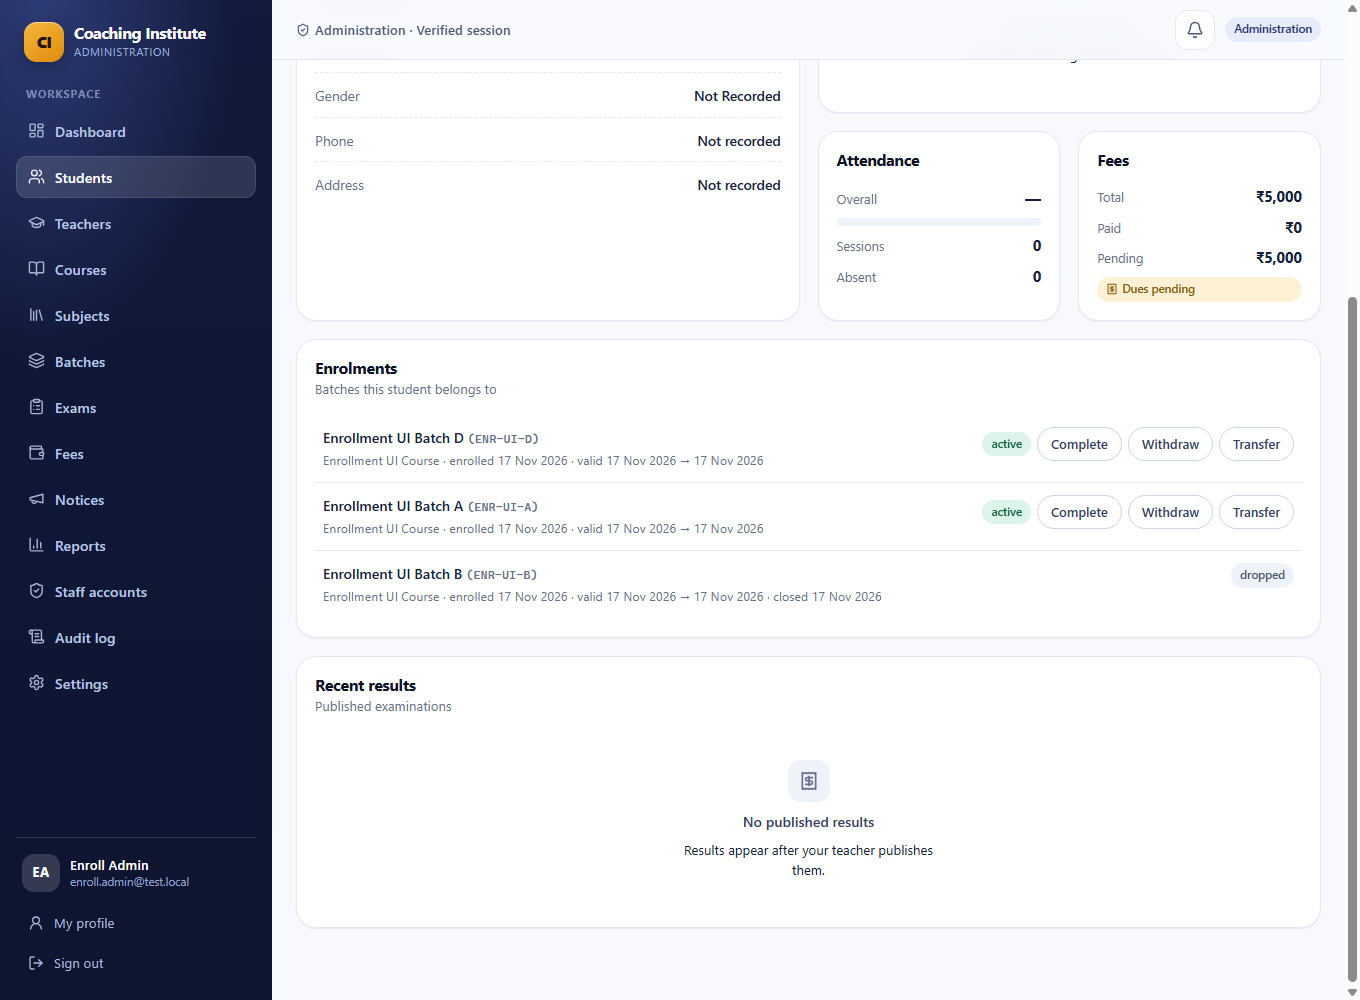 CI
Coaching Institute
ADMINISTRATION
WORKSPACE
Dashboard
Students
Teachers
Courses
Subjects
Batches
Exams
Fees
Notices
Reports
Staff accounts
Audit log
Settings
EA
Enroll Admin
enroll.admin@test.local
My profile
Sign out
Administration · Verified session
Administration
Gender Not Recorded
Phone Not recorded
Address Not recorded
Attendance
Overall —
Sessions 0
Absent 0
Fees
Total ₹5,000
Paid ₹0
Pending ₹5,000
Dues pending
Enrolments
Batches this student belongs to
Enrollment UI Batch D (ENR-UI-D)
Enrollment UI Course · enrolled 17 Nov 2026 · valid 17 Nov 2026 → 17 Nov 2026
active Complete Withdraw Transfer
Enrollment UI Batch A (ENR-UI-A)
Enrollment UI Course · enrolled 17 Nov 2026 · valid 17 Nov 2026 → 17 Nov 2026
active Complete Withdraw Transfer
Enrollment UI Batch B (ENR-UI-B)
Enrollment UI Course · enrolled 17 Nov 2026 · valid 17 Nov 2026 → 17 Nov 2026 · closed 17 Nov 2026
dropped
Recent results
Published examinations
No published results
Results appear after your teacher publishes
them.